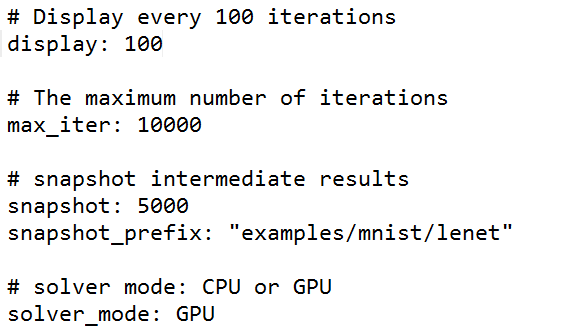 # Display every 100 iterations
display: 100
# The maximum number of iterations
max_iter: 10000
# snapshot intermediate results
snapshot: 5000
snapshot_prefix: "examples/mnist/lenet"
# solver mode: CPU or GPU
solver_mode: GPU